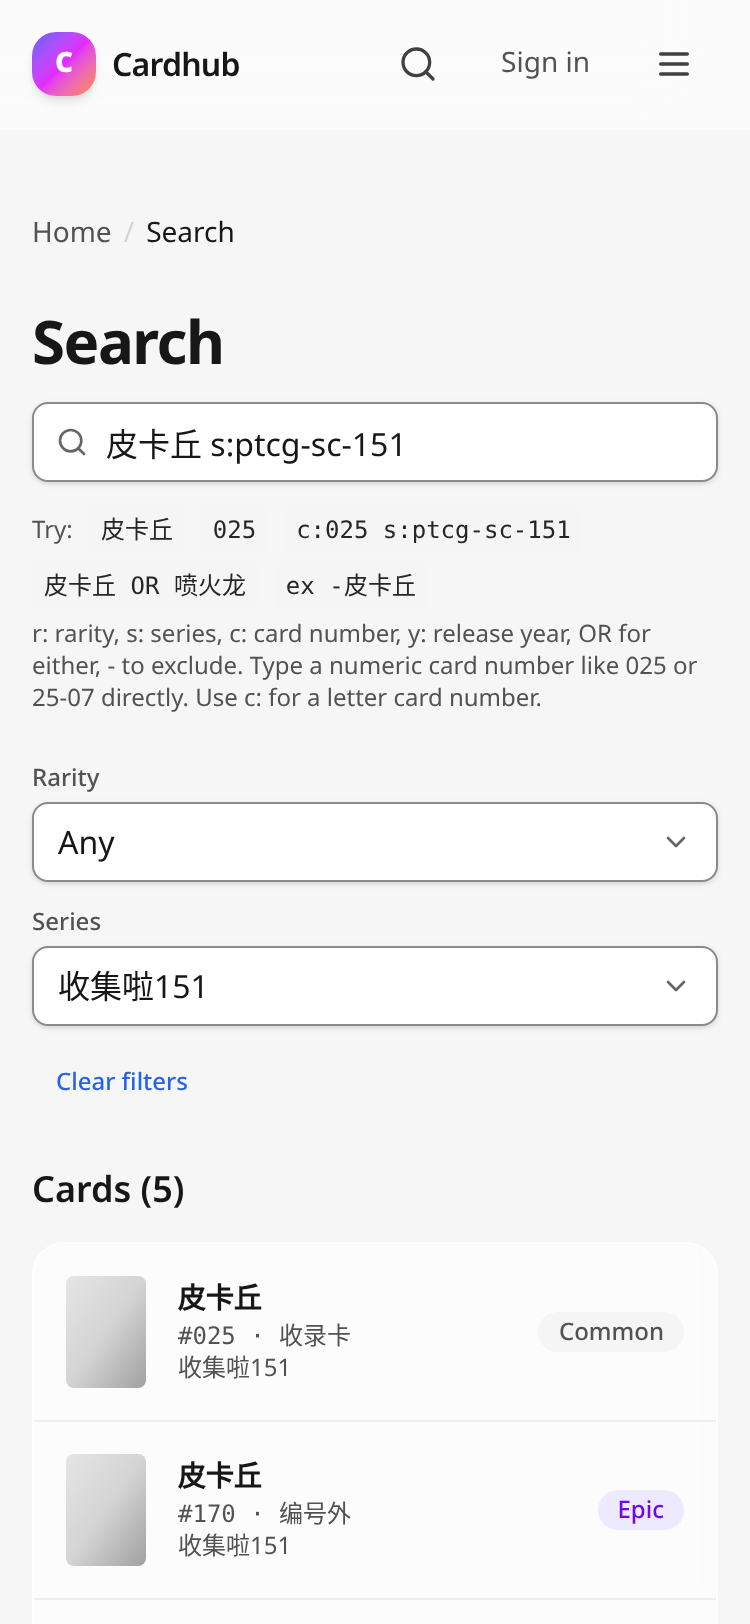 C Cardhub Sign in
Home / Search
Search
皮卡丘 s:ptcg-sc-151
Try: 皮卡丘 025 c:025 s:ptcg-sc-151
皮卡丘 OR 喷火龙 ex -皮卡丘
r: rarity, s: series, c: card number, y: release year, OR for
either, - to exclude. Type a numeric card number like 025 or
25-07 directly. Use c: for a letter card number.
Rarity
Any
Series
收集啦151
Clear filters
Cards (5)
皮卡丘
#025 · 收录卡
收集啦151
Common
皮卡丘
#170 · 编号外
收集啦151
Epic